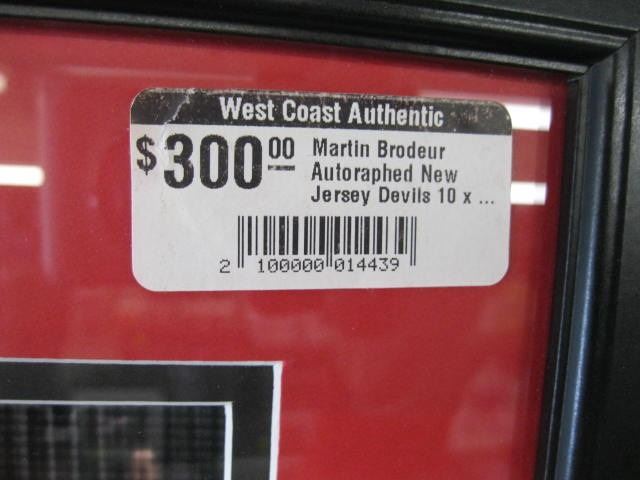 West Coast Authentic
$300 00 Martin Brodeur
Autoraphed New
Jersey Devils 10 x ...
2 100000 014439